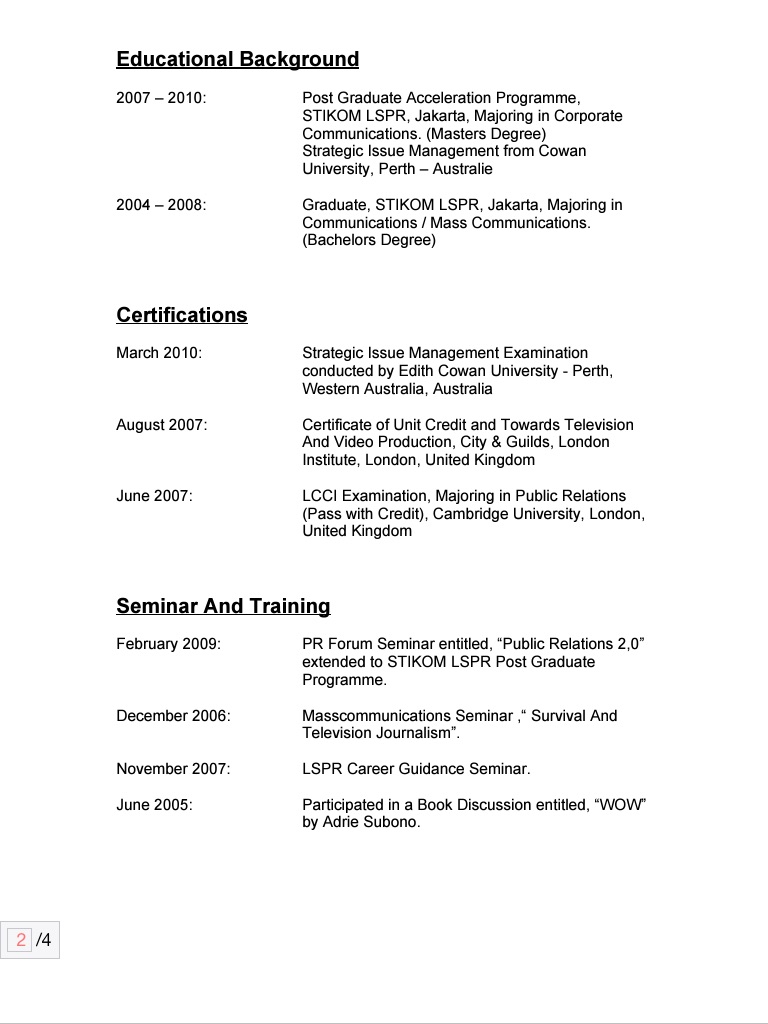 Educational Background
2007 – 2010: Post Graduate Acceleration Programme,
STIKOM LSPR, Jakarta, Majoring in Corporate
Communications. (Masters Degree)
Strategic Issue Management from Cowan
University, Perth – Australie
2004 – 2008: Graduate, STIKOM LSPR, Jakarta, Majoring in
Communications / Mass Communications.
(Bachelors Degree)
Certifications
March 2010: Strategic Issue Management Examination
conducted by Edith Cowan University - Perth,
Western Australia, Australia
August 2007: Certificate of Unit Credit and Towards Television
And Video Production, City & Guilds, London
Institute, London, United Kingdom
June 2007: LCCI Examination, Majoring in Public Relations
(Pass with Credit), Cambridge University, London,
United Kingdom
Seminar And Training
February 2009: PR Forum Seminar entitled, “Public Relations 2,0”
extended to STIKOM LSPR Post Graduate
Programme.
December 2006: Masscommunications Seminar ,“ Survival And
Television Journalism”.
November 2007: LSPR Career Guidance Seminar.
June 2005: Participated in a Book Discussion entitled, “WOW”
by Adrie Subono.
2 /4